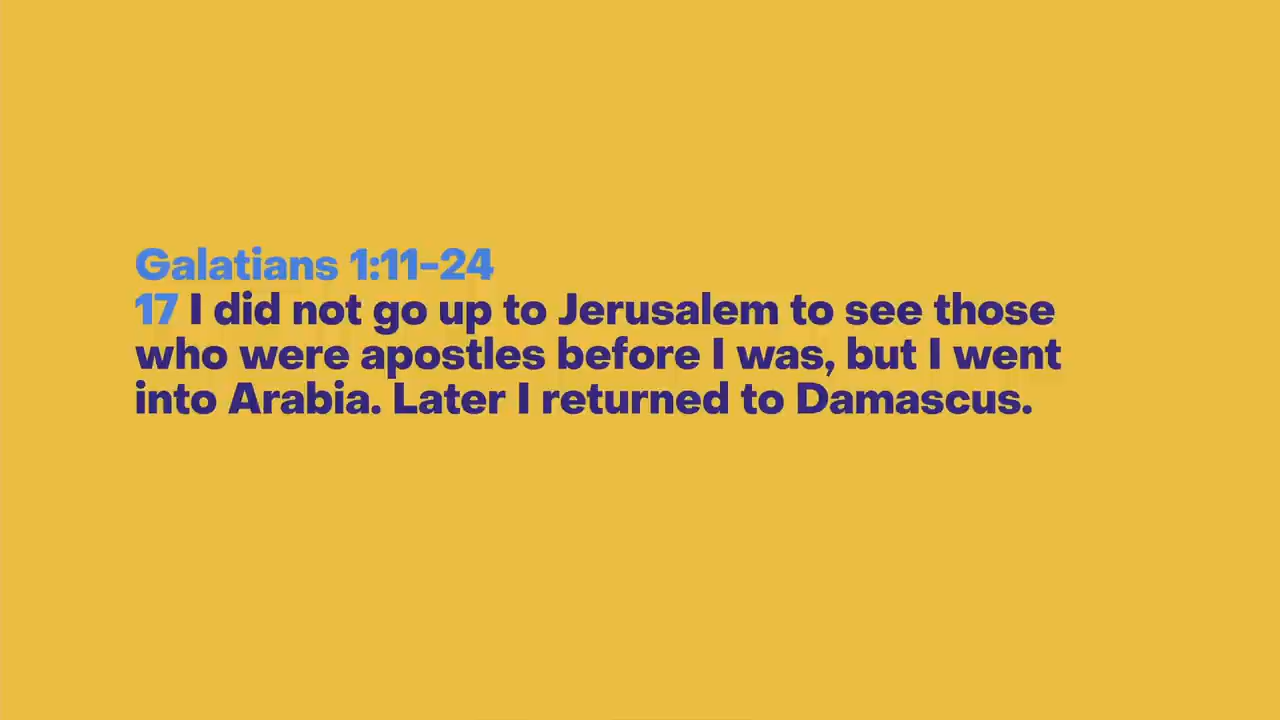 Galatians 1:11-24
17 I did not go up to Jerusalem to see those
who were apostles before I was, but I went
into Arabia. Later I returned to Damascus.